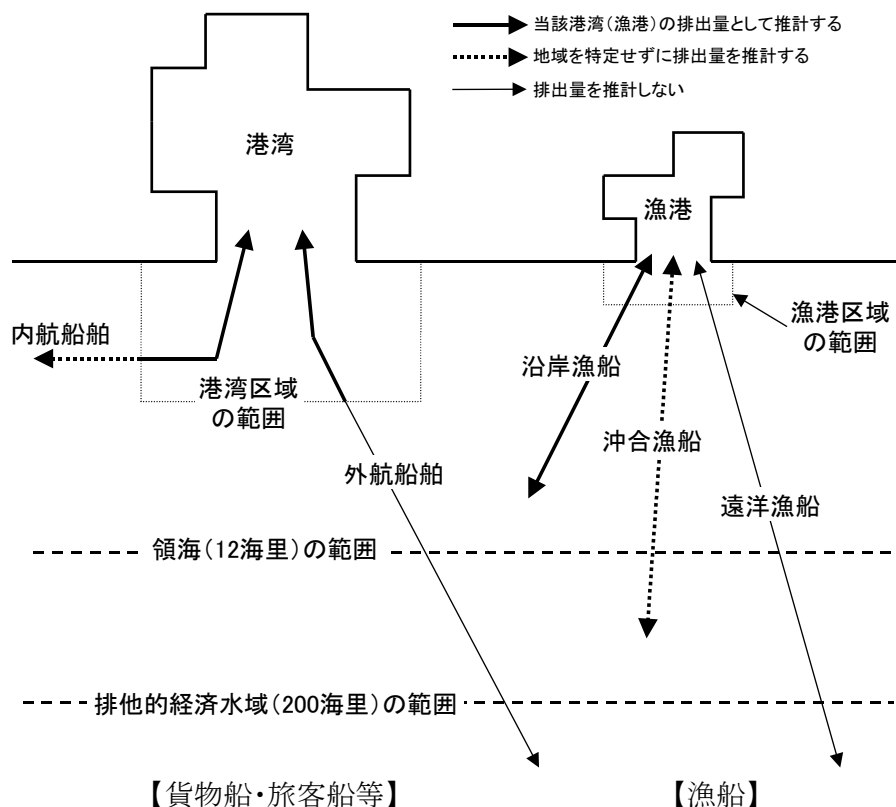 当該港湾(漁港)の排出量として推計する
地域を特定せずに排出量を推計する
排出量を推計しない
港湾
漁港
内航船舶
港湾区域
の範囲
漁港区域
の範囲
沿岸漁船
沖合漁船
外航船舶
遠洋漁船
領海(12海里)の範囲
排他的経済水域(200海里)の範囲
【貨物船・旅客船等】
【漁船】